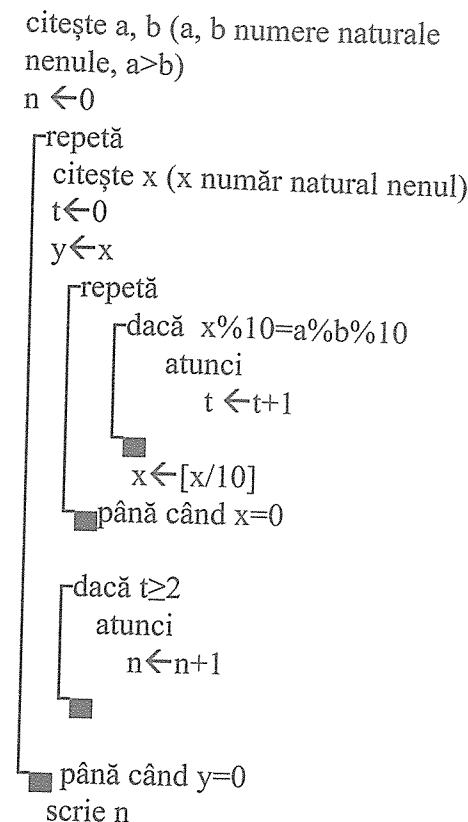 citește a, b (a, b numere naturale
nenule, a>b)
n ←0
repetă
citește x (x număr natural nenul)
t←0
y←x
repetă
dacă x%10=a%b%10
atunci
t ←t+1
x←[x/10]
până când x=0
dacă t≥2
atunci
n←n+1
până când y=0
scrie n